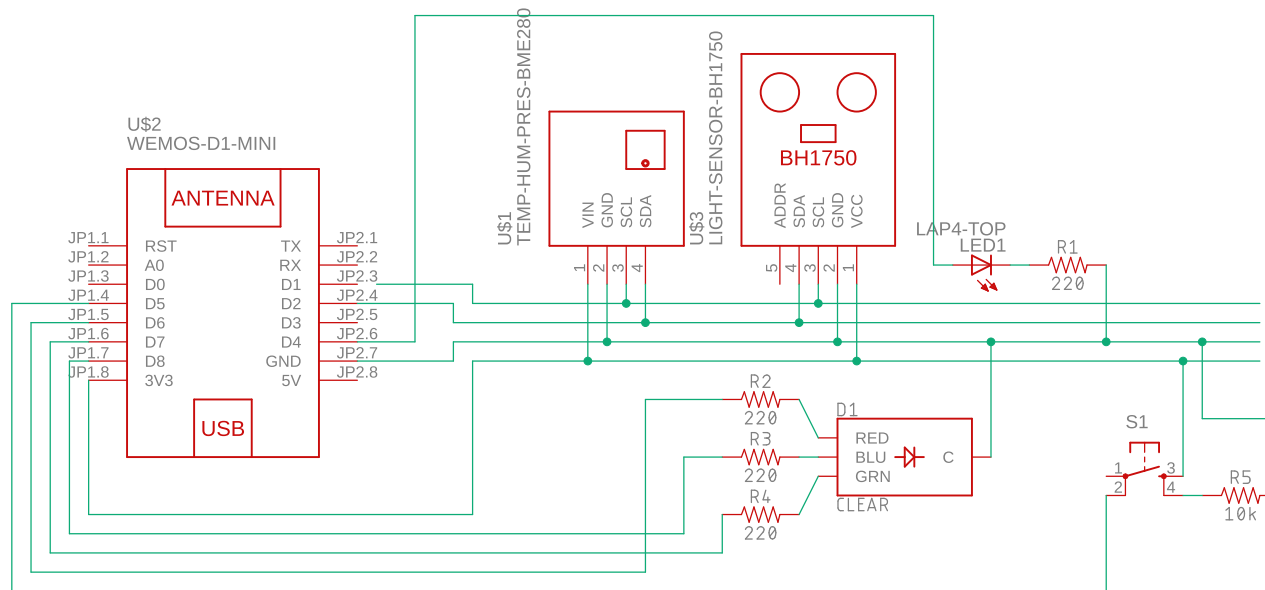 U$2
WEMOS-D1-MINI
ANTENNA
JP1.1
JP1.2
JP1.3
JP1.4
JP1.5
JP1.6
JP1.7
JP1.8
RST
A0
D0
D5
D6
D7
D8
3V3
TX
RX
D1
D2
D3
D4
GND
5V
JP2.1
JP2.2
JP2.3
JP2.4
JP2.5
JP2.6
JP2.7
JP2.8
USB
U$1
TEMP-HUM-PRES-BME280
VIN
GND
SCL
SDA
1
2
3
4
U$3
LIGHT-SENSOR-BH1750
BH1750
ADDR
SDA
SCL
GND
VCC
5
4
3
2
1
LAP4-TOP
LED1
R1
220
R2
220
R3
220
R4
220
D1
RED
BLU
GRN
C
CLEAR
S1
1
2
3
4
R5
10k